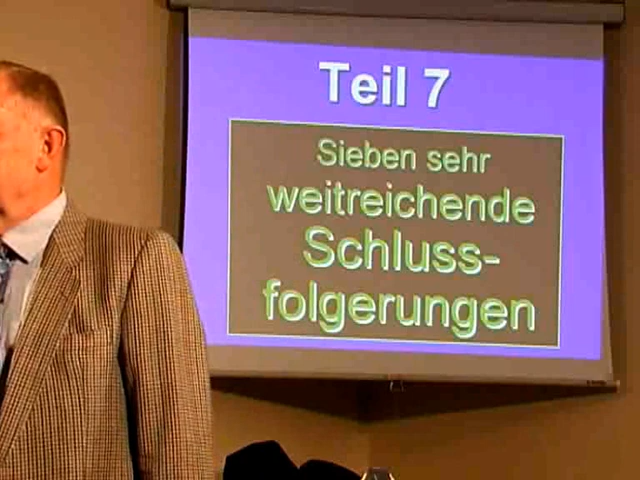 Teil 7
Sieben sehr
weitreichende
Schluss-
folgerungen